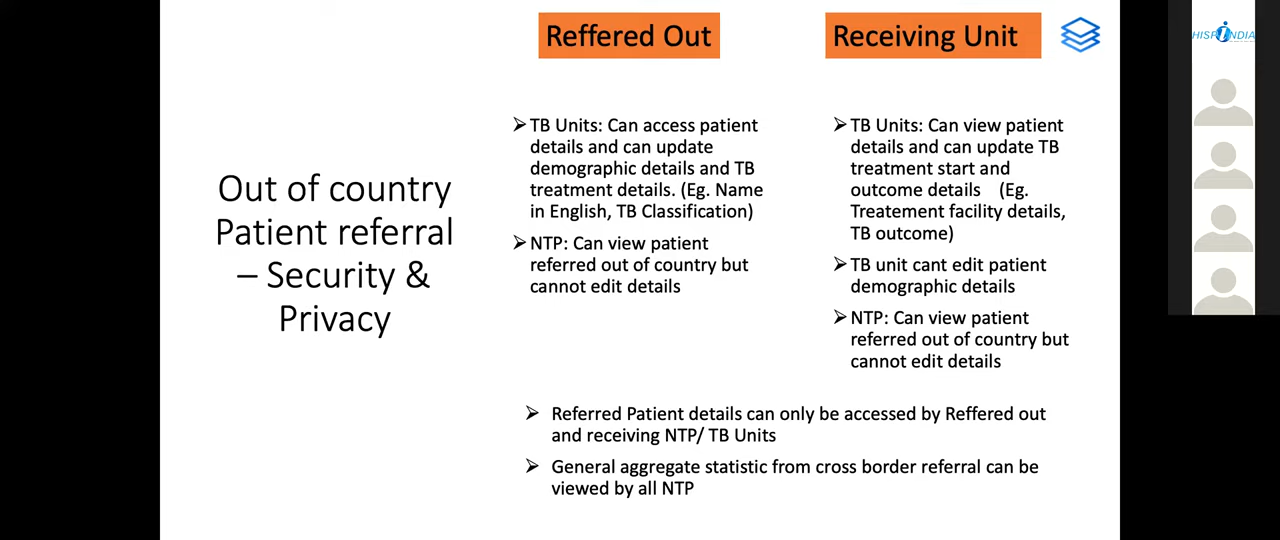 Reffered Out
Receiving Unit
HISP INDIA
Out of country
Patient referral
– Security &
Privacy
➢ TB Units: Can access patient
details and can update
demographic details and TB
treatment details. (Eg. Name
in English, TB Classification)
➢ NTP: Can view patient
referred out of country but
cannot edit details
➢ TB Units: Can view patient
details and can update TB
treatment start and
outcome details (Eg.
Treatement facility details,
TB outcome)
➢ TB unit cant edit patient
demographic details
➢ NTP: Can view patient
referred out of country but
cannot edit details
➢ Referred Patient details can only be accessed by Reffered out
and receiving NTP/ TB Units
➢ General aggregate statistic from cross border referral can be
viewed by all NTP